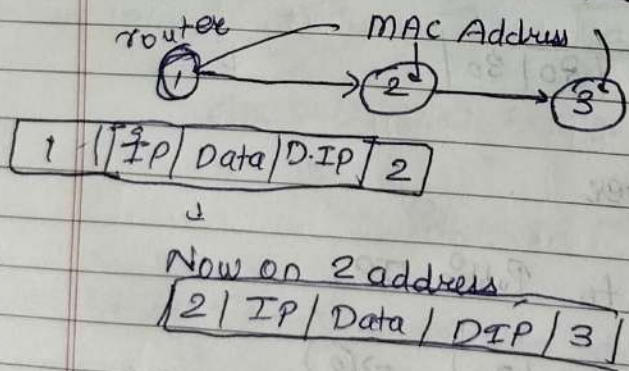 router MAC Address
1 2 3
1 | S.IP | Data | D.IP | 2
Now on 2 address
| 2 | IP | Data | DIP | 3 |